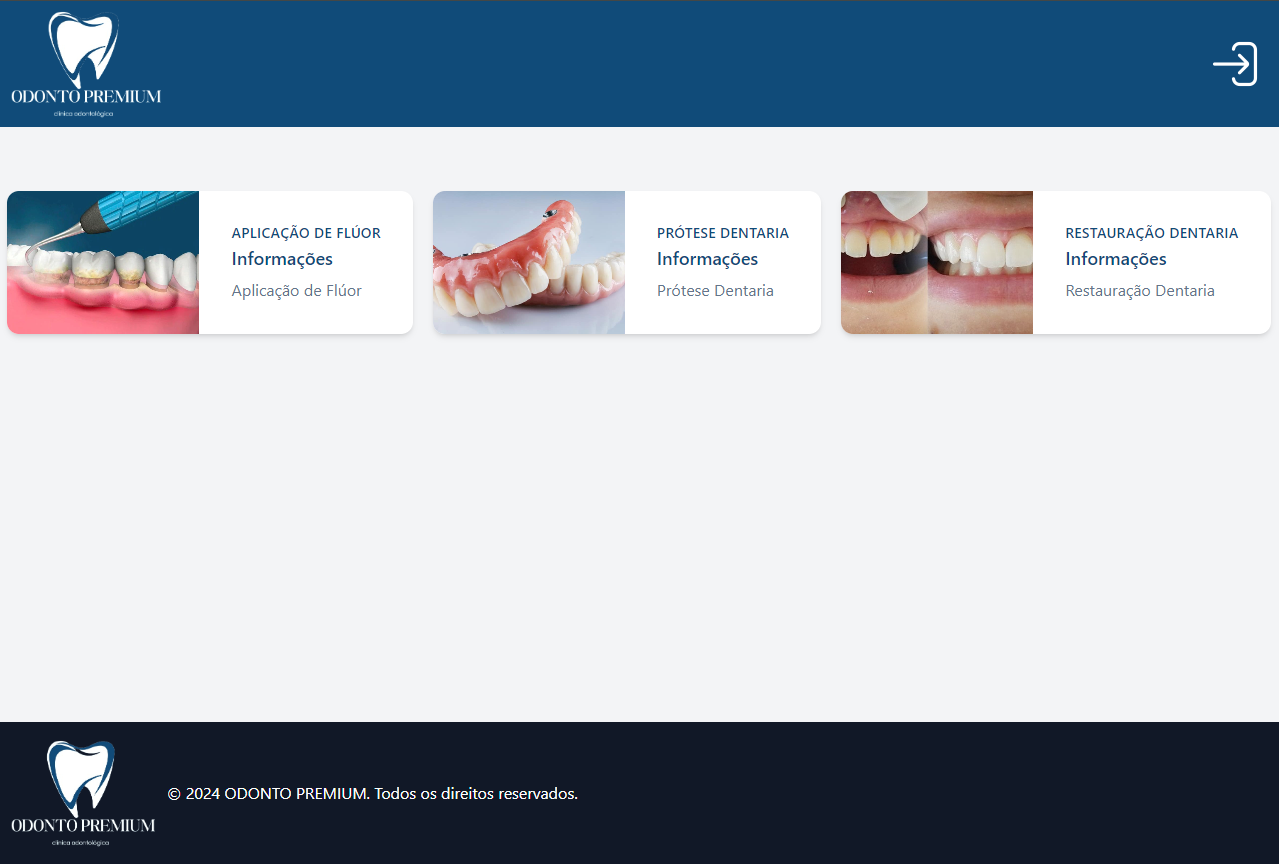 ODONTO PREMIUM
clínica odontológica
APLICAÇÃO DE FLÚOR
Informações
Aplicação de Flúor
PRÓTESE DENTARIA
Informações
Prótese Dentaria
RESTAURAÇÃO DENTARIA
Informações
Restauração Dentaria
ODONTO PREMIUM
clínica odontológica
© 2024 ODONTO PREMIUM. Todos os direitos reservados.